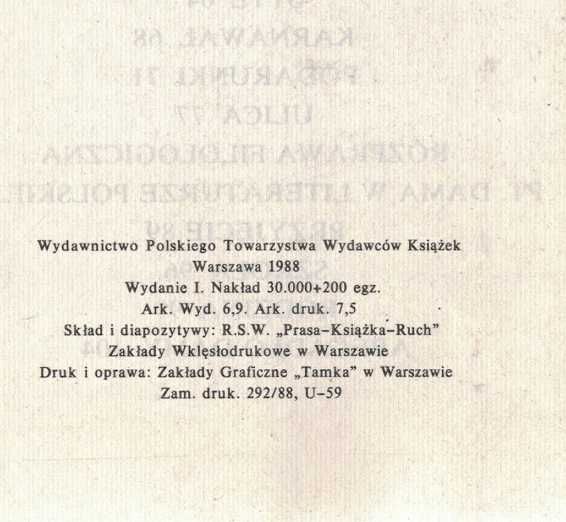 Wydawnictwo Polskiego Towarzystwa Wydawców Książek
Warszawa 1988
Wydanie I. Nakład 30.000+200 egz.
Ark. Wyd. 6,9. Ark. druk. 7,5
Skład i diapozytywy: R.S.W. „Prasa–Książka–Ruch”
Zakłady Wklęsłodrukowe w Warszawie
Druk i oprawa: Zakłady Graficzne „Tamka” w Warszawie
Zam. druk. 292/88, U–59